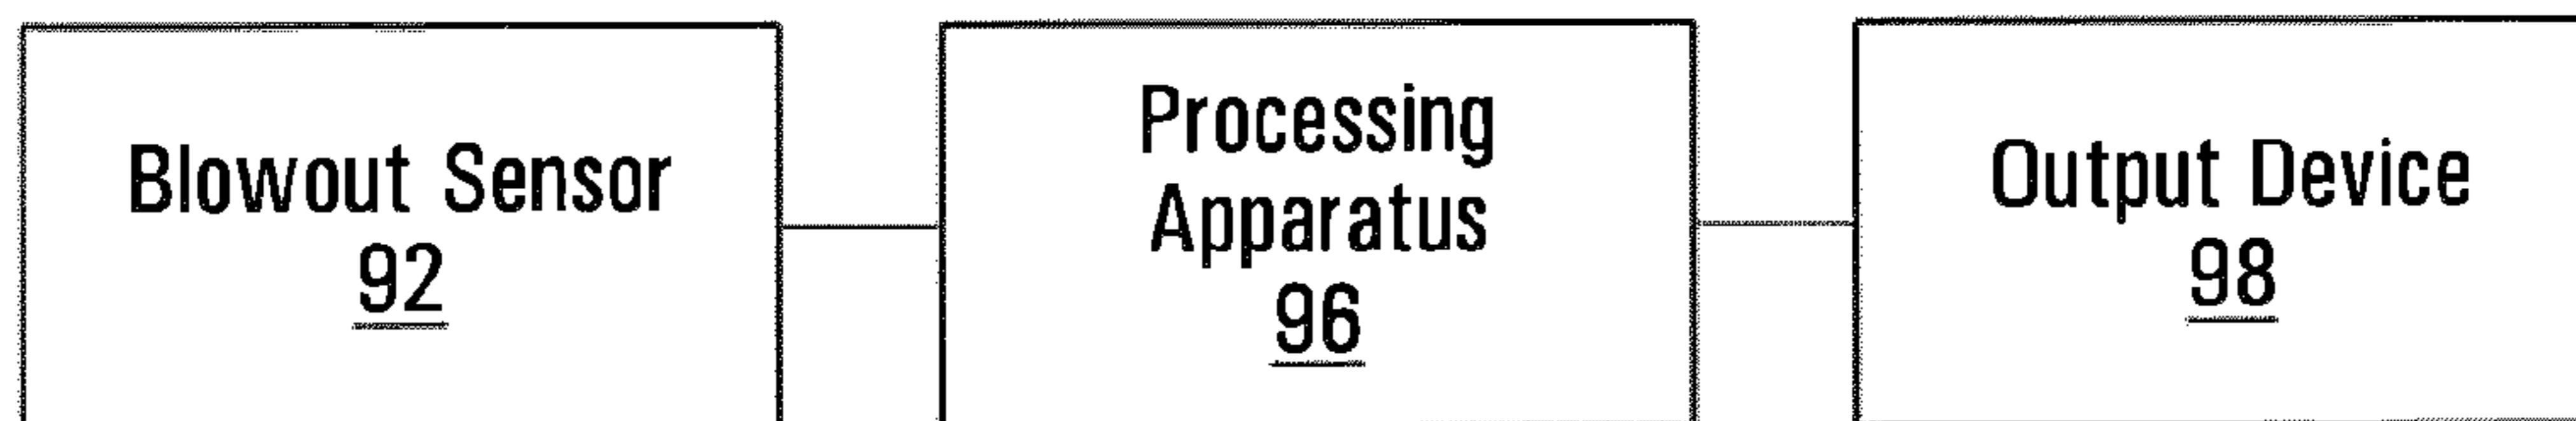 Blowout Sensor
92
Processing
Apparatus
96
Output Device
98